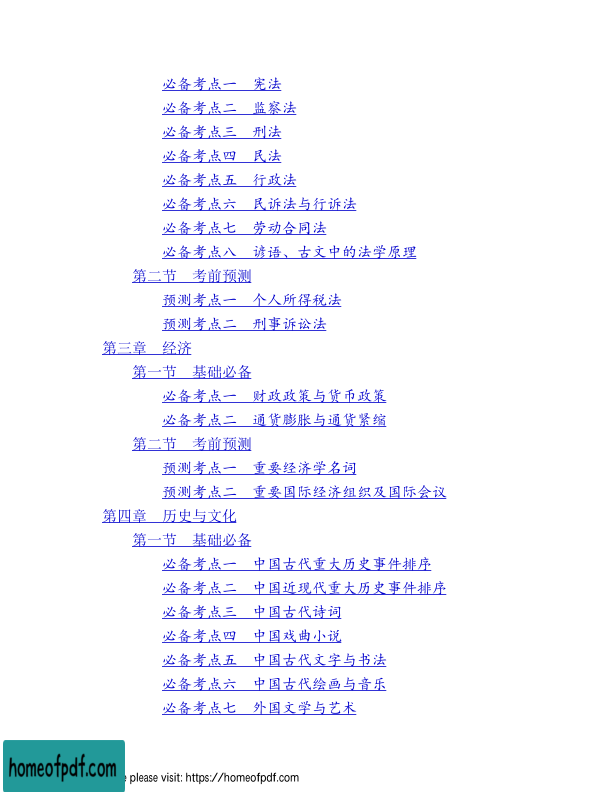 必备考点一 宪法
必备考点二 监察法
必备考点三 刑法
必备考点四 民法
必备考点五 行政法
必备考点六 民诉法与行诉法
必备考点七 劳动合同法
必备考点八 谚语、古文中的法学原理
第二节 考前预测
预测考点一 个人所得税法
预测考点二 刑事诉讼法
第三章 经济
第一节 基础必备
必备考点一 财政政策与货币政策
必备考点二 通货膨胀与通货紧缩
第二节 考前预测
预测考点一 重要经济学名词
预测考点二 重要国际经济组织及国际会议
第四章 历史与文化
第一节 基础必备
必备考点一 中国古代重大历史事件排序
必备考点二 中国近现代重大历史事件排序
必备考点三 中国古代诗词
必备考点四 中国戏曲小说
必备考点五 中国古代文字与书法
必备考点六 中国古代绘画与音乐
必备考点七 外国文学与艺术
homeofpdf.com
please visit: https://homeofpdf.com